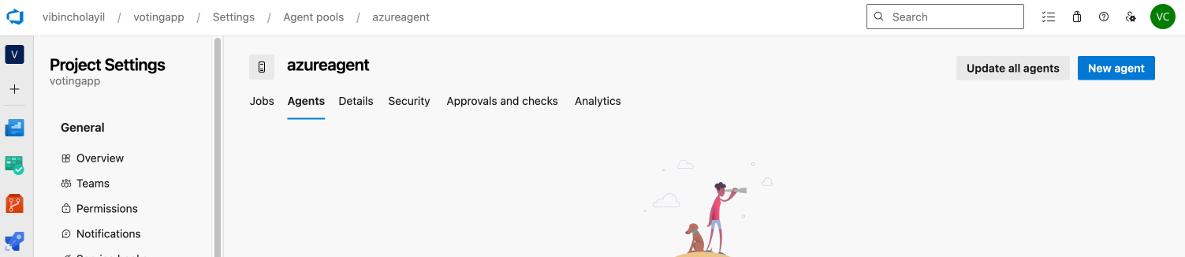 vibincholayil / votingapp / Settings / Agent pools / azureagent
Search
VC
V
Project Settings
votingapp
General
Overview
Teams
Permissions
Notifications
azureagent
Update all agents
New agent
Jobs Agents Details Security Approvals and checks Analytics